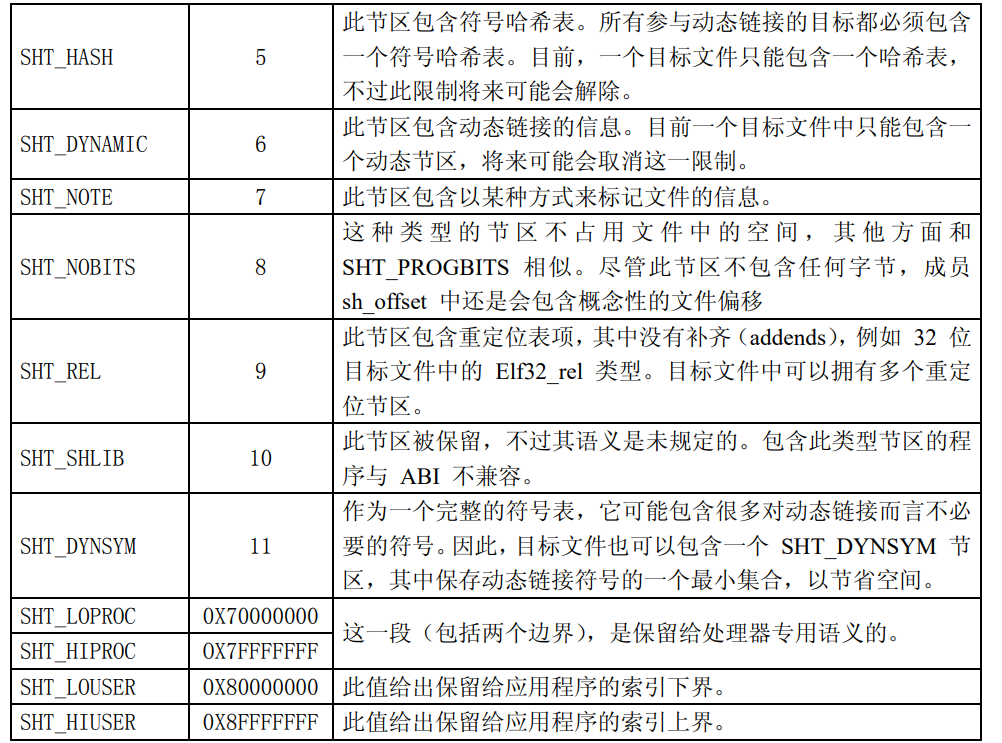 SHT_HASH 5 此节区包含符号哈希表。所有参与动态链接的目标都必须包含
一个符号哈希表。目前，一个目标文件只能包含一个哈希表，
不过此限制将来可能会解除。
SHT_DYNAMIC 6 此节区包含动态链接的信息。目前一个目标文件中只能包含一
个动态节区，将来可能会取消这一限制。
SHT_NOTE 7 此节区包含以某种方式来标记文件的信息。
SHT_NOBITS 8 这种类型的节区不占用文件中的空间，其他方面和
SHT_PROGBITS 相似。尽管此节区不包含任何字节，成员
sh_offset 中还是会包含概念性的文件偏移
SHT_REL 9 此节区包含重定位表项，其中没有补齐（addends），例如 32 位
目标文件中的 Elf32_rel 类型。目标文件中可以拥有多个重定
位节区。
SHT_SHLIB 10 此节区被保留，不过其语义是未规定的。包含此类型节区的程
序与 ABI 不兼容。
SHT_DYNSYM 11 作为一个完整的符号表，它可能包含很多对动态链接而言不必
要的符号。因此，目标文件也可以包含一个 SHT_DYNSYM 节
区，其中保存动态链接符号的一个最小集合，以节省空间。
SHT_LOPROC 0X70000000 这一段（包括两个边界），是保留给处理器专用语义的。
SHT_HIPROC 0X7FFFFFFF
SHT_LOUSER 0X80000000 此值给出保留给应用程序的索引下界。
SHT_HIUSER 0X8FFFFFFF 此值给出保留给应用程序的索引上界。